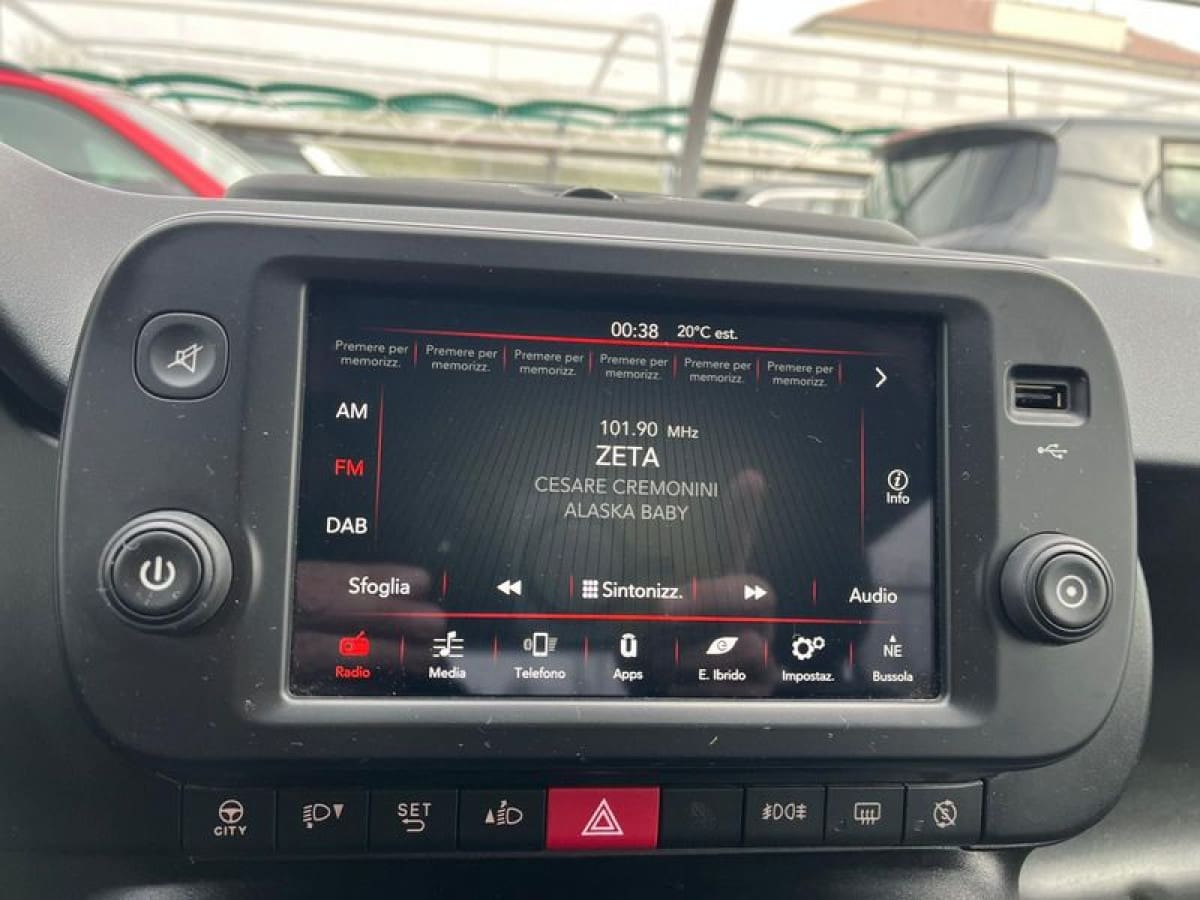 00:38 20°C est.
Premere per memorizz.
Premere per memorizz.
Premere per memorizz.
Premere per memorizz.
Premere per memorizz.
Premere per memorizz.
AM
101.90 MHz
ZETA
FM
CESARE CREMONINI
Info
ALASKA BABY
DAB
Sfoglia Sintonizz. Audio
Radio Media Telefono Apps E. Ibrido Impostaz. NE Bussola
CITY SET